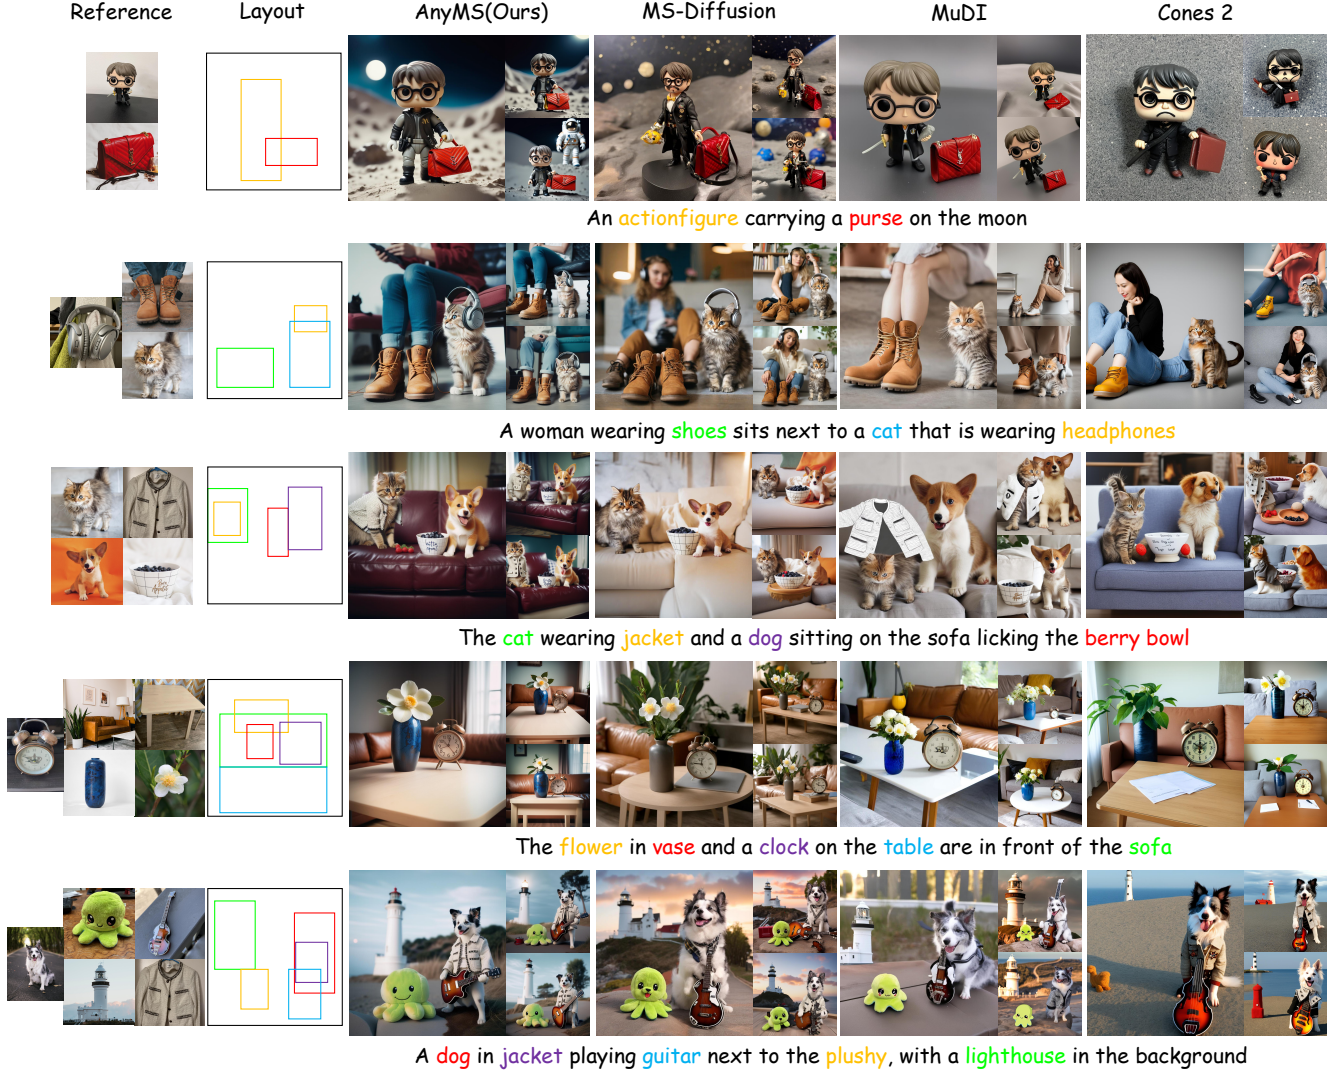 Reference Layout AnyMS(Ours) MS-Diffusion MuDI Cones 2
An actionfigure carrying a purse on the moon
A woman wearing shoes sits next to a cat that is wearing headphones
The cat wearing jacket and a dog sitting on the sofa licking the berry bowl
The flower in vase and a clock on the table are in front of the sofa
A dog in jacket playing guitar next to the plushy, with a lighthouse in the background